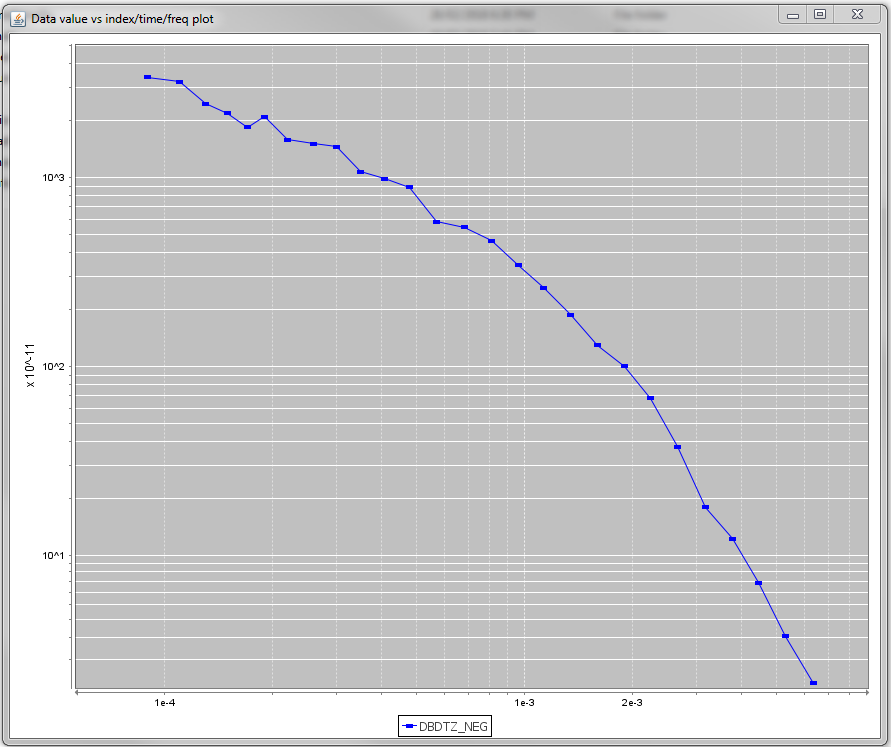 Data value vs index/time/freq plot
10^3
10^2
10^1
x 10^-11
1e-4
1e-3
2e-3
DBDTZ_NEG